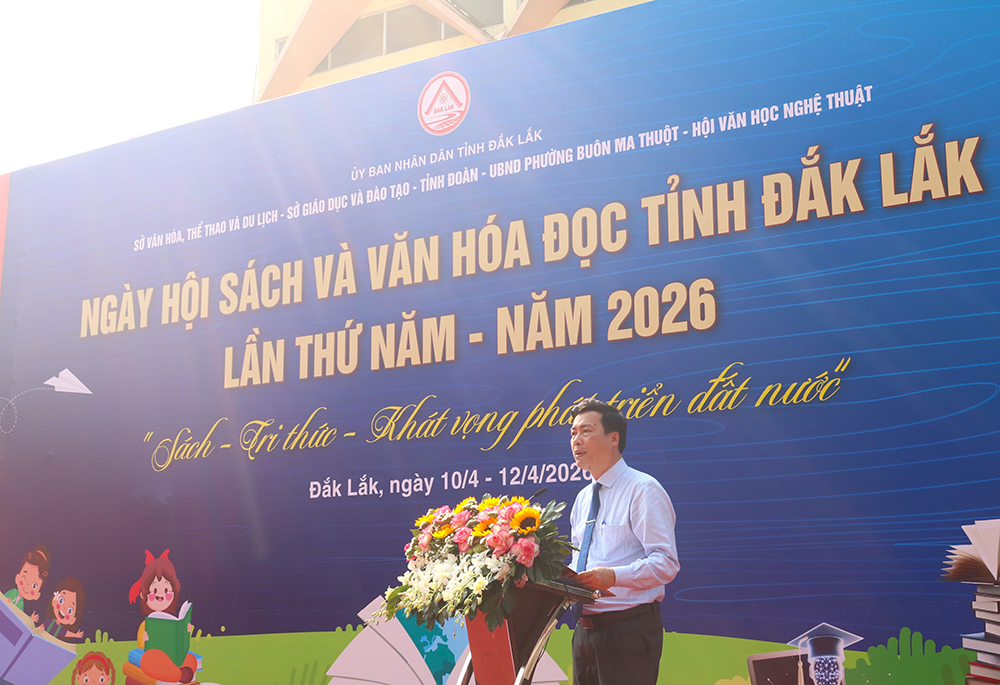 ĐẮK LẮK
ỦY BAN NHÂN DÂN TỈNH ĐẮK LẮK
SỞ VĂN HÓA, THỂ THAO VÀ DU LỊCH - SỞ GIÁO DỤC VÀ ĐÀO TẠO - TỈNH ĐOÀN - UBND PHƯỜNG BUÔN MA THUỘT - HỘI VĂN HỌC NGHỆ THUẬT
NGÀY HỘI SÁCH VÀ VĂN HÓA ĐỌC TỈNH ĐẮK LẮK
LẦN THỨ NĂM - NĂM 2026
"Sách - Tri thức - Khát vọng phát triển đất nước"
Đắk Lắk, ngày 10/4 - 12/4/2026